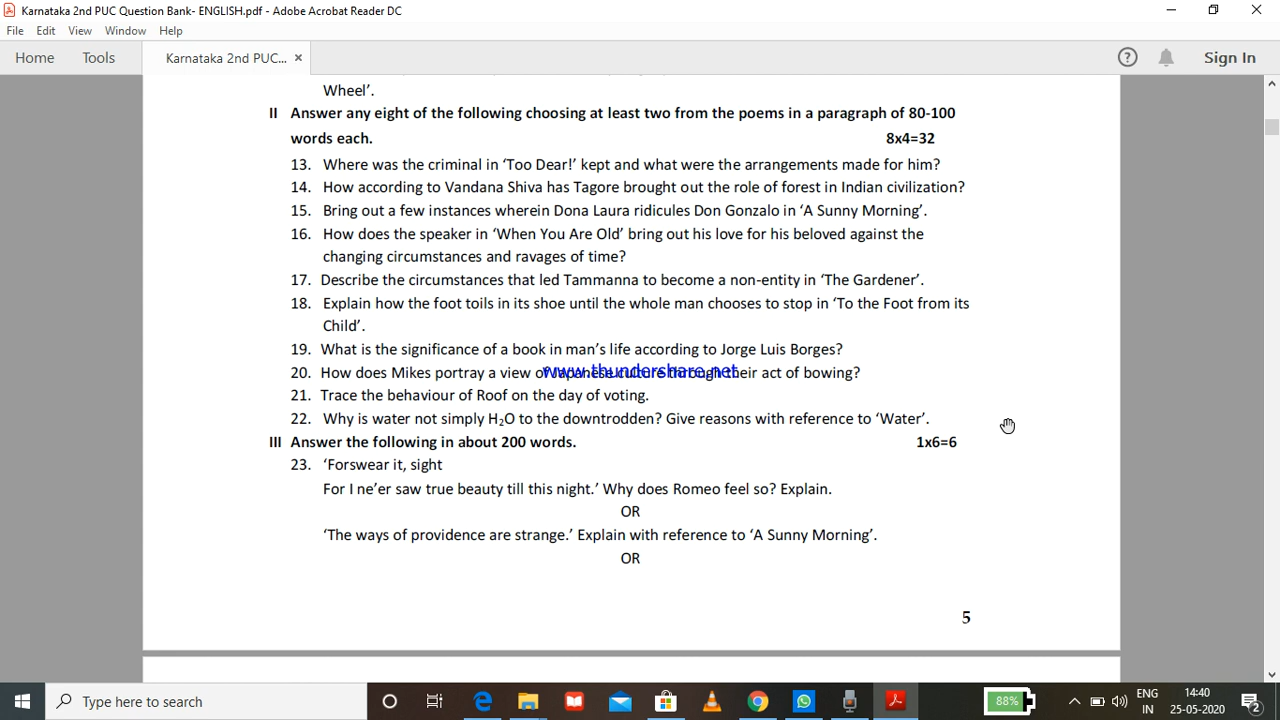 Karnataka 2nd PUC Question Bank- ENGLISH.pdf - Adobe Acrobat Reader DC
File Edit View Window Help
Home Tools Karnataka 2nd PUC... × ? Sign In
Wheel’.
II Answer any eight of the following choosing at least two from the poems in a paragraph of 80-100
words each. 8x4=32
13. Where was the criminal in ‘Too Dear!’ kept and what were the arrangements made for him?
14. How according to Vandana Shiva has Tagore brought out the role of forest in Indian civilization?
15. Bring out a few instances wherein Dona Laura ridicules Don Gonzalo in ‘A Sunny Morning’.
16. How does the speaker in ‘When You Are Old’ bring out his love for his beloved against the
changing circumstances and ravages of time?
17. Describe the circumstances that led Tammanna to become a non-entity in ‘The Gardener’.
18. Explain how the foot toils in its shoe until the whole man chooses to stop in ‘To the Foot from its
Child’.
19. What is the significance of a book in man’s life according to Jorge Luis Borges?
20. How does Mikes portray a view of Japanese culture through their act of bowing?
www.thundershare.net
21. Trace the behaviour of Roof on the day of voting.
22. Why is water not simply H₂O to the downtrodden? Give reasons with reference to ‘Water’.
III Answer the following in about 200 words. 1x6=6
23. ‘Forswear it, sight
For I ne’er saw true beauty till this night.’ Why does Romeo feel so? Explain.
OR
‘The ways of providence are strange.’ Explain with reference to ‘A Sunny Morning’.
OR
5
Type here to search 88% ENG 14:40
IN 25-05-2020 2